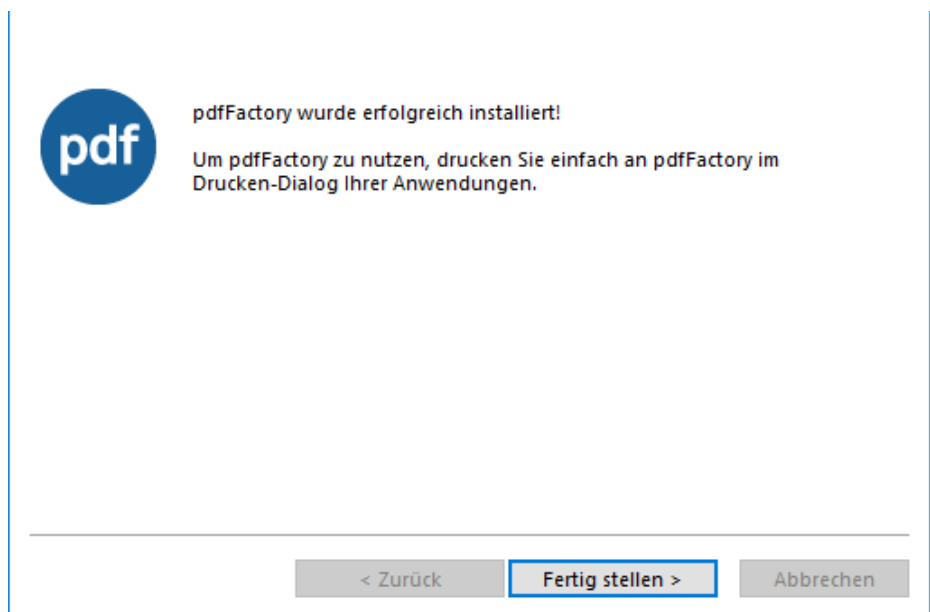 pdf
pdfFactory wurde erfolgreich installiert!
Um pdfFactory zu nutzen, drucken Sie einfach an pdfFactory im
Drucken-Dialog Ihrer Anwendungen.
< Zurück
Fertig stellen >
Abbrechen